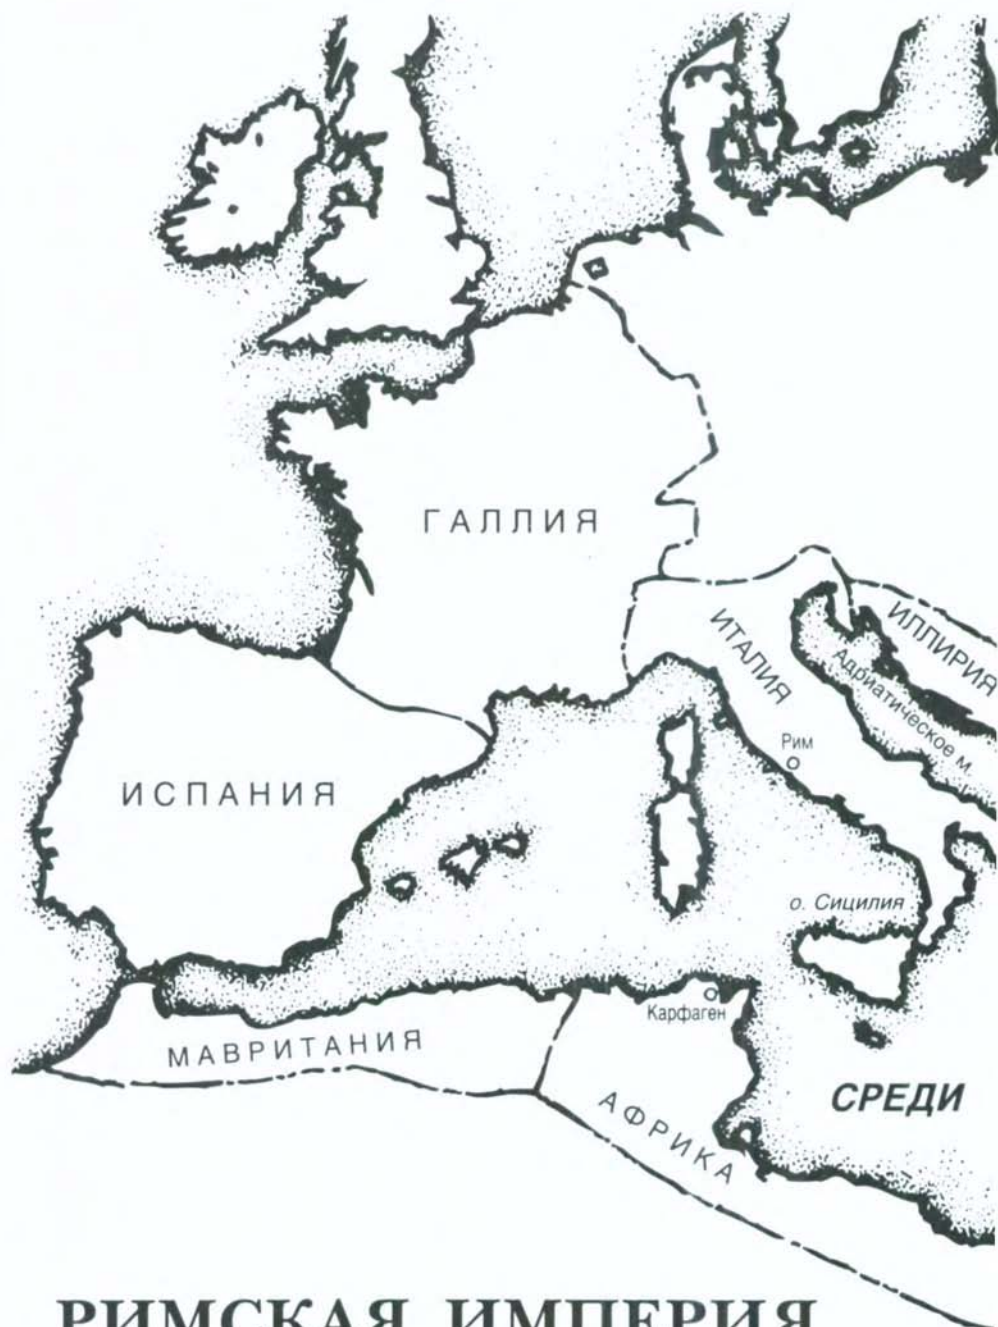 ГАЛЛИЯ
ИТАЛИЯ
ИЛЛИРИЯ
Адриатическое м.
Рим
ИСПАНИЯ
о. Сицилия
Карфаген
МАВРИТАНИЯ
СРЕДИ
АФРИКА
РИМСКАЯ ИМПЕРИЯ